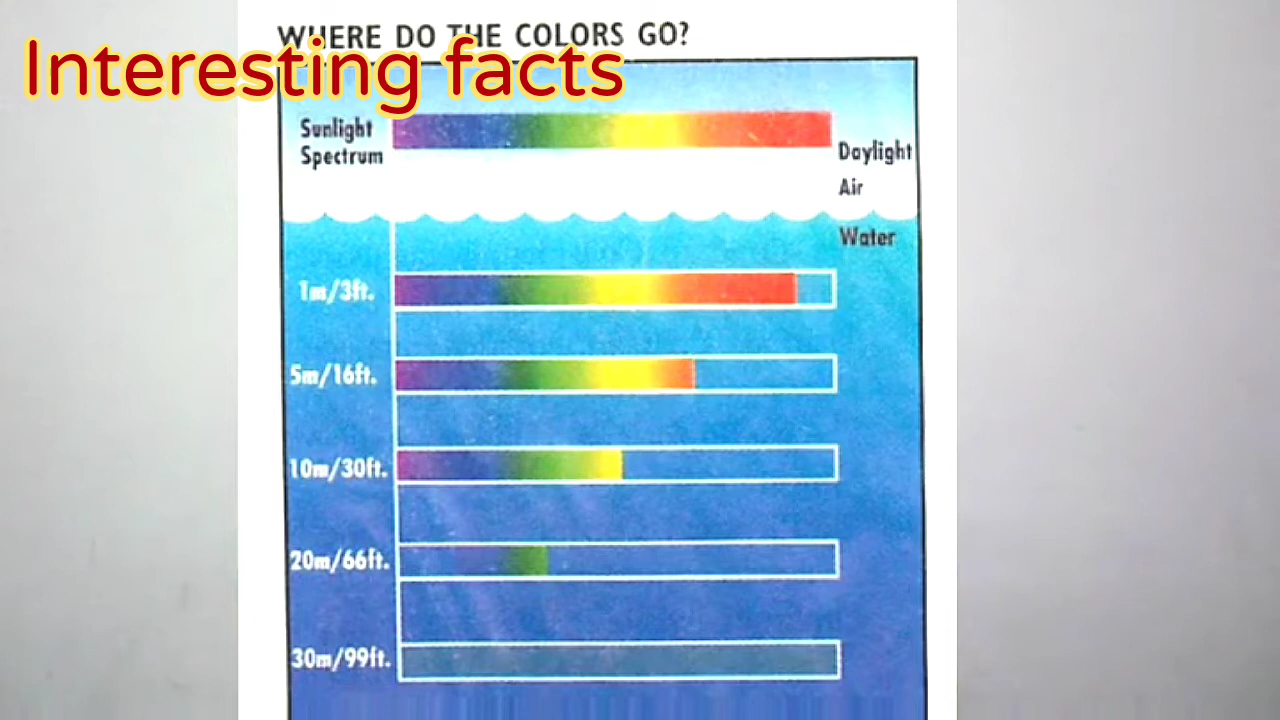 WHERE DO THE COLORS GO?
Interesting facts
Sunlight
Spectrum
Daylight
Air
Water
1m/3ft.
5m/16ft.
10m/30ft.
20m/66ft.
30m/99ft.